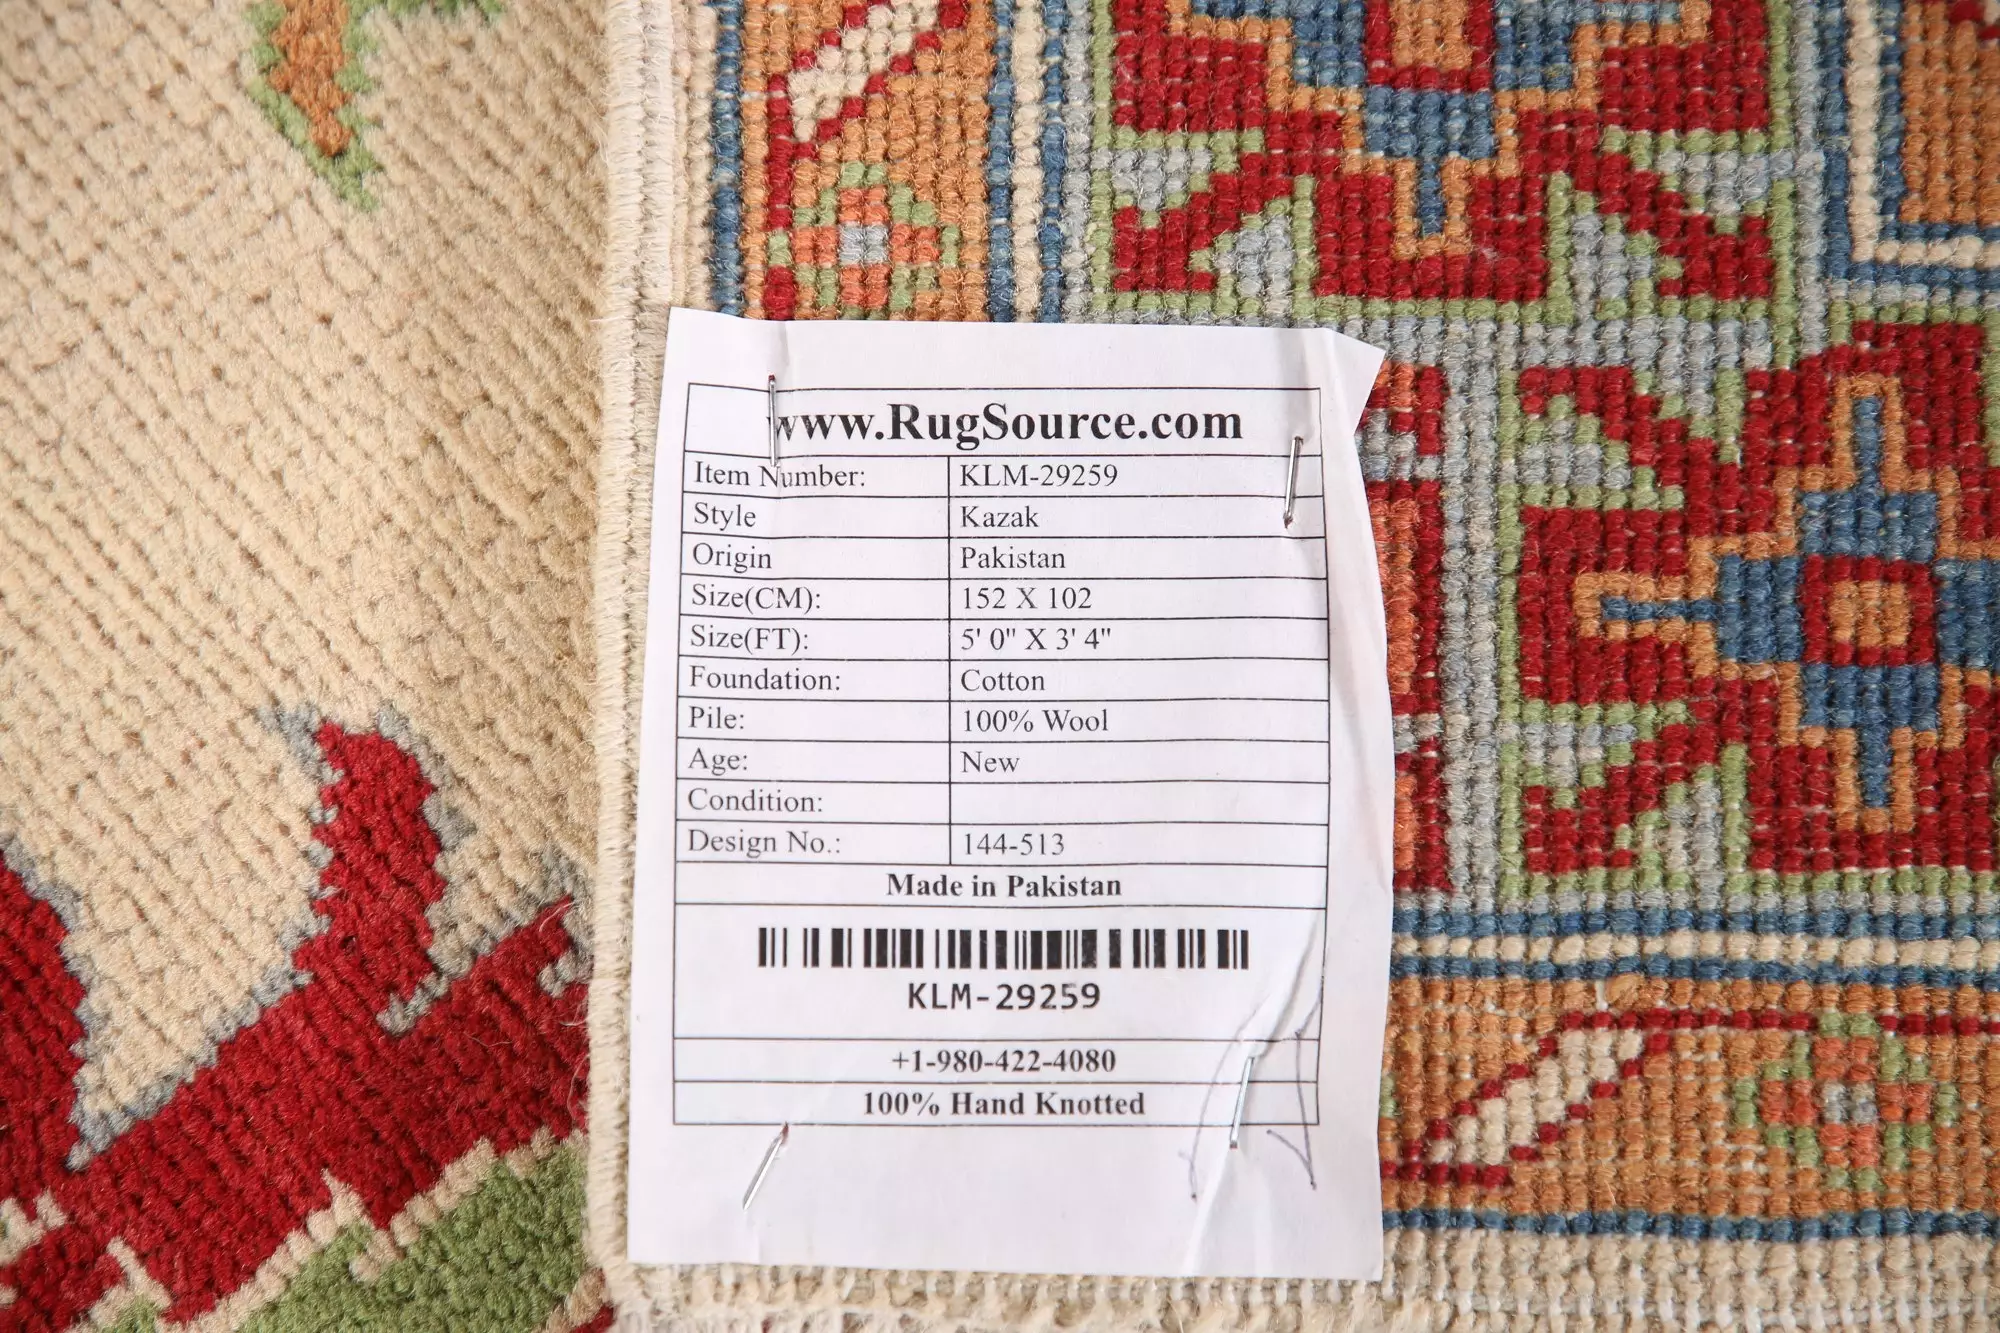 www.RugSource.com
Item Number: KLM-29259
Style Kazak
Origin Pakistan
Size(CM): 152 X 102
Size(FT): 5' 0" X 3' 4"
Foundation: Cotton
Pile: 100% Wool
Age: New
Condition:
Design No.: 144-513
Made in Pakistan
KLM-29259
+1-980-422-4080
100% Hand Knotted